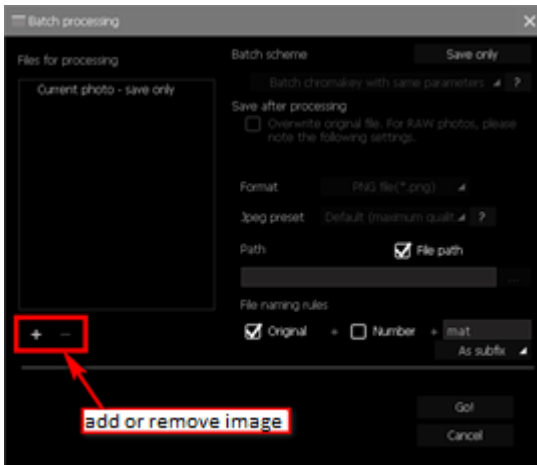 Batch processing
Files for processing
Current photo - save only
Batch scheme
Save only
Batch chromakey with same parameters ?
Save after processing
Overwrite original file. For RAW photos, please
note the following settings.
Format PNG file(*.png)
Jpeg preset Default (maximum qualit ?
Path File path
...
File naming rules
Original + Number + mat
As subfix
+ −
add or remove image
Go!
Cancel